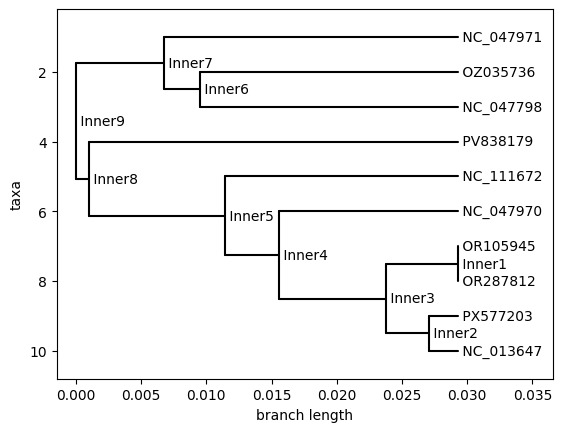 NC_047971
Inner7
2
OZ035736
Inner6
NC_047798
Inner9
4
PV838179
NC_111672
Inner8
taxa
6
NC_047970
Inner5
OR105945
Inner4
Inner1
8
OR287812
Inner3
PX577203
Inner2
10
NC_013647
0.000 0.005 0.010 0.015 0.020 0.025 0.030 0.035
branch length